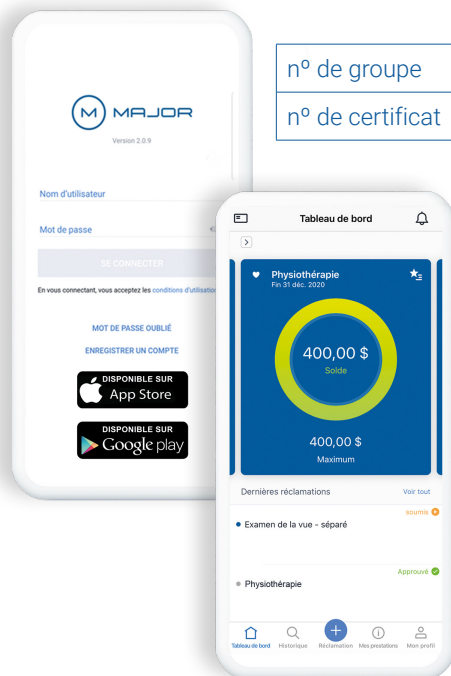 MAJOR
Version 2.0.9
Nom d'utilisateur
Mot de passe
SE CONNECTER
En vous connectant, vous acceptez les conditions d'utilisation
MOT DE PASSE OUBLIÉ
ENREGISTRER UN COMPTE
DISPONIBLE SUR
App Store
DISPONIBLE SUR
Google play
nº de groupe
nº de certificat
Tableau de bord
Physiothérapie
Fin 31 déc. 2020
400,00 $
Solde
400,00 $
Maximum
Dernières réclamations Voir tout
soumis
Examen de la vue - séparé
Approuvé
Physiothérapie
Tableau de bord Historique Réclamation Mes prestations Mon profil